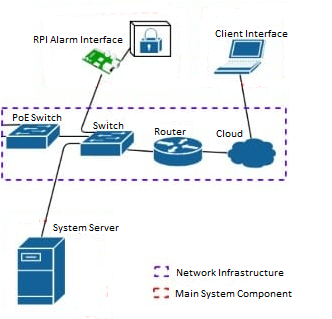 RPI Alarm Interface
Client Interface
PoE Switch
Switch
Router
Cloud
System Server
Network Infrastructure
Main System Component